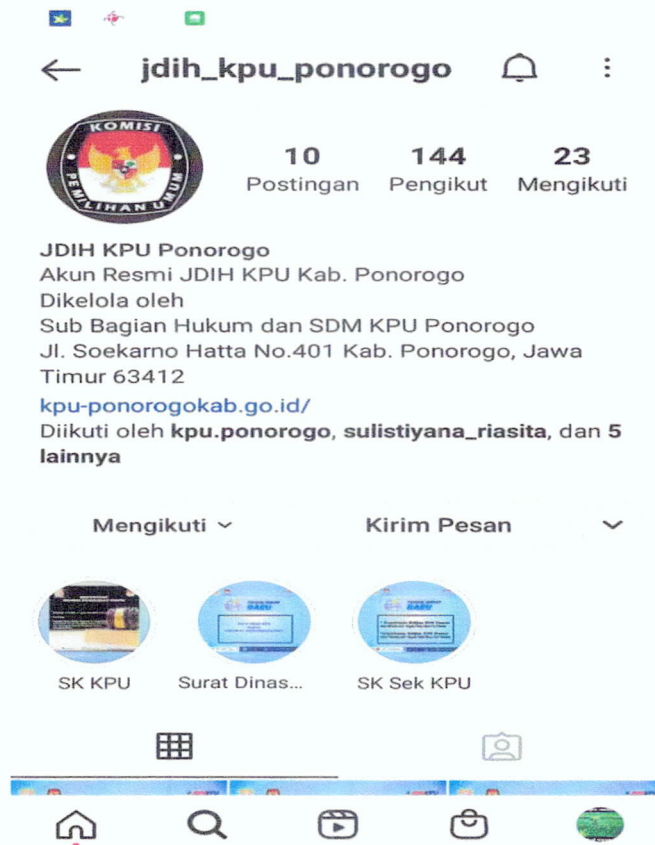 jdih_kpu_ponorogo
KOMISI
PEMILIHAN UMUM
10 144 23
Postingan Pengikut Mengikuti
JDIH KPU Ponorogo
Akun Resmi JDIH KPU Kab. Ponorogo
Dikelola oleh
Sub Bagian Hukum dan SDM KPU Ponorogo
Jl. Soekarno Hatta No.401 Kab. Ponorogo, Jawa
Timur 63412
kpu-ponorogokab.go.id/
Diikuti oleh kpu.ponorogo, sulistiyana_riasita, dan 5
lainnya
Mengikuti Kirim Pesan
BARU
BARU
SK KPU Surat Dinas... SK Sek KPU